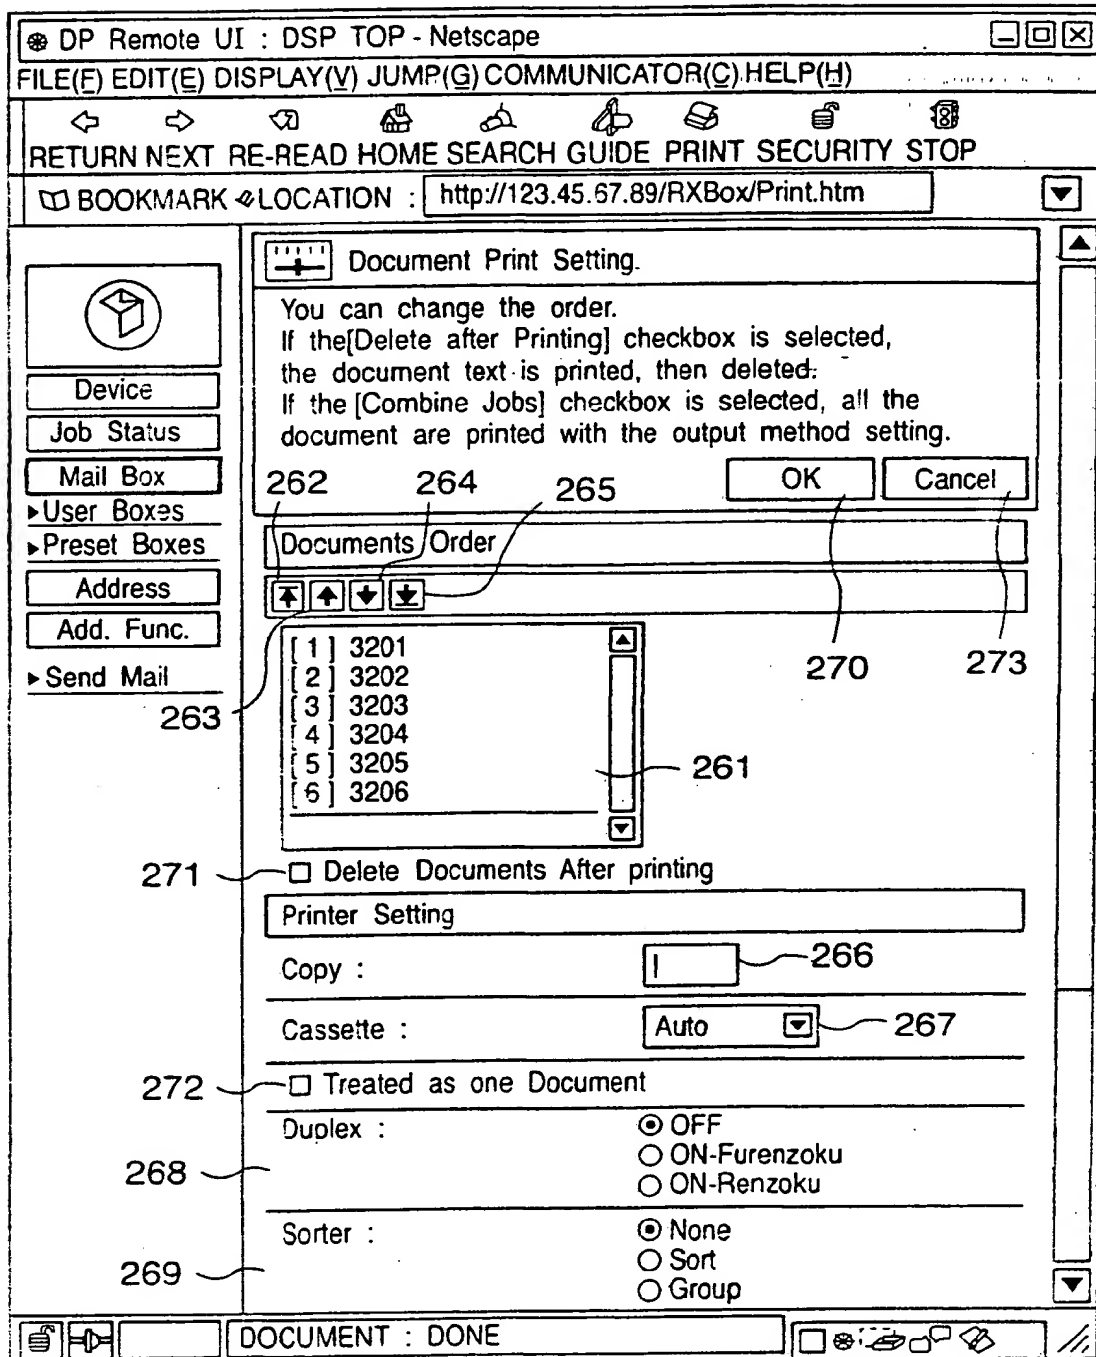 DP Remote UI : DSP TOP - Netscape
FILE(F) EDIT(E) DISPLAY(V) JUMP(G) COMMUNICATOR(C) HELP(H)
RETURN NEXT RE-READ HOME SEARCH GUIDE PRINT SECURITY STOP
BOOKMARK LOCATION : http://123.45.67.89/RXBox/Print.htm
Device
Job Status
Mail Box
User Boxes
Preset Boxes
Address
Add. Func.
Send Mail
Document Print Setting.
You can change the order.
If the[Delete after Printing] checkbox is selected,
the document text is printed, then deleted.
If the [Combine Jobs] checkbox is selected, all the
document are printed with the output method setting.
OK Cancel
262 264 265
270 273
Documents Order
263
[ 1 ] 3201
[ 2 ] 3202
[ 3 ] 3203
[ 4 ] 3204
[ 5 ] 3205
[ 6 ] 3206
261
271 Delete Documents After printing
Printer Setting
Copy : 266
Cassette : Auto 267
272 Treated as one Document
Duplex : OFF
ON-Furenzoku
ON-Renzoku
268
Sorter : None
Sort
Group
269
DOCUMENT : DONE